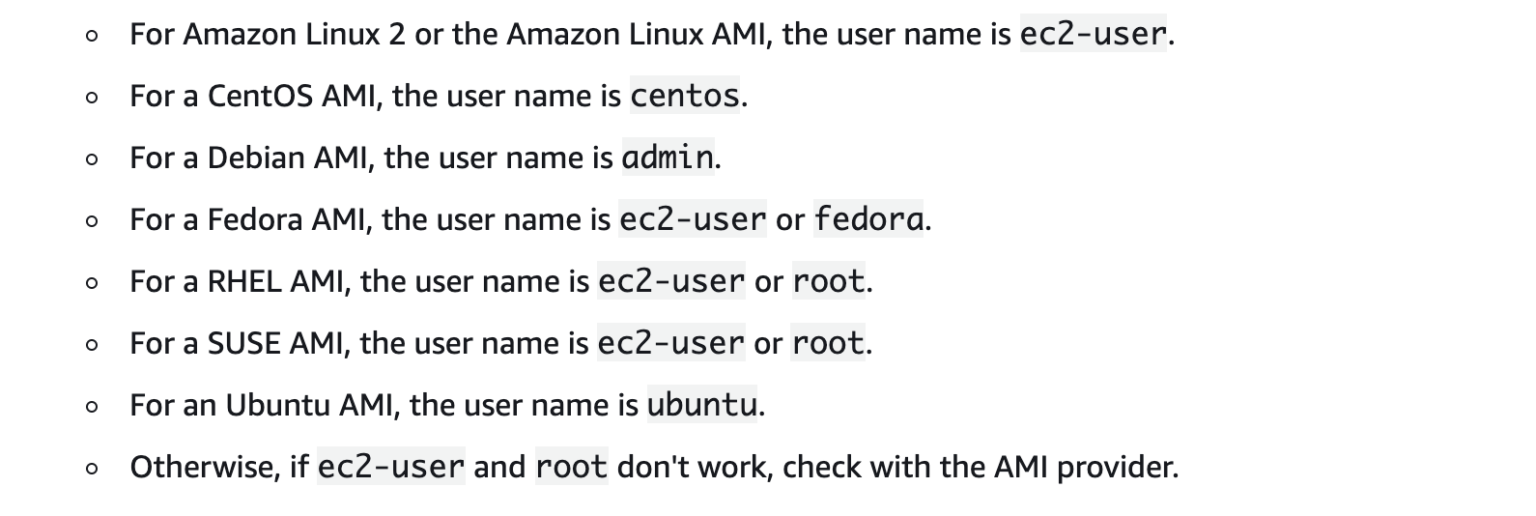 For Amazon Linux 2 or the Amazon Linux AMI, the user name is ec2-user.
For a CentOS AMI, the user name is centos.
For a Debian AMI, the user name is admin.
For a Fedora AMI, the user name is ec2-user or fedora.
For a RHEL AMI, the user name is ec2-user or root.
For a SUSE AMI, the user name is ec2-user or root.
For an Ubuntu AMI, the user name is ubuntu.
Otherwise, if ec2-user and root don't work, check with the AMI provider.